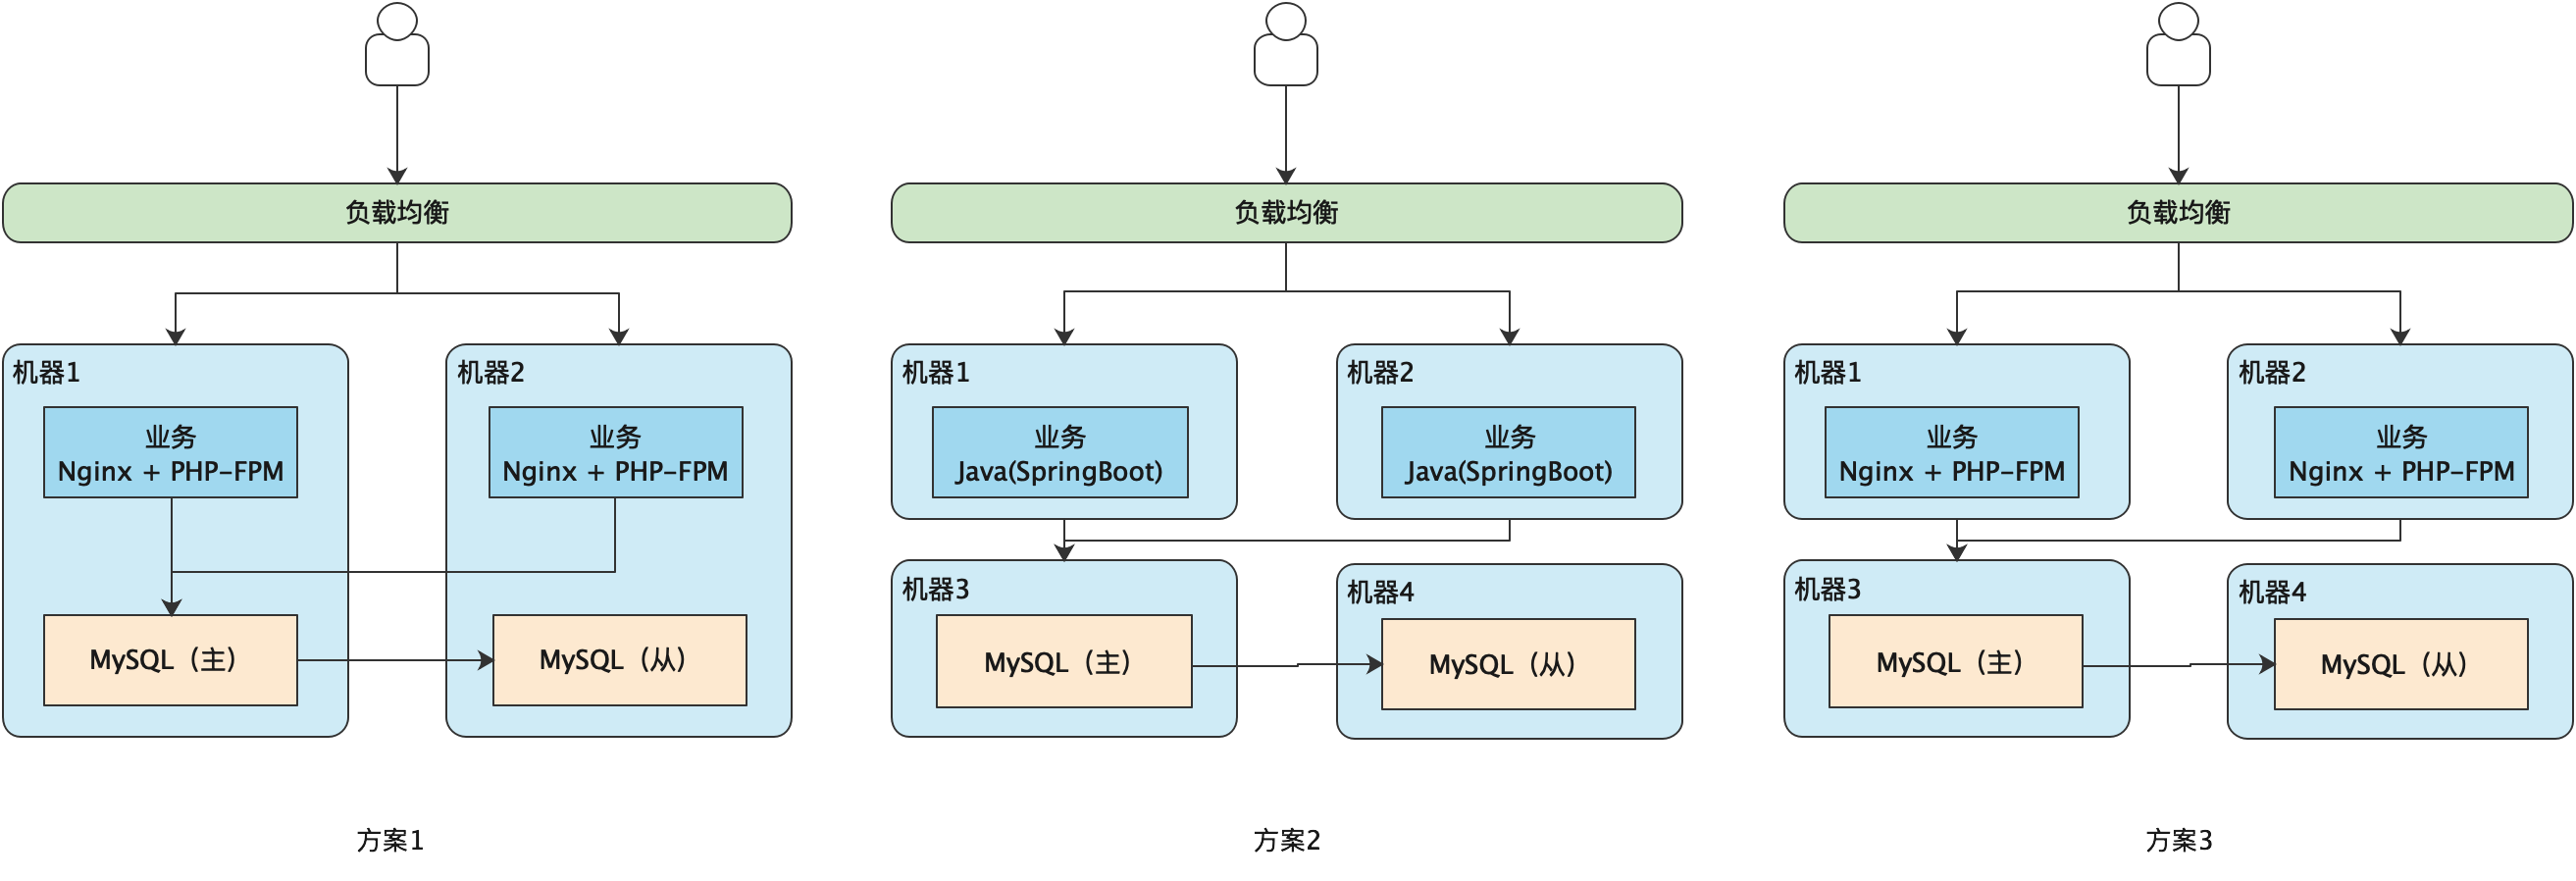 负载均衡
机器1
业务
Nginx + PHP-FPM
机器2
业务
Nginx + PHP-FPM
MySQL（主）
MySQL（从）
方案1
负载均衡
机器1
业务
Java(SpringBoot)
机器2
业务
Java(SpringBoot)
机器3
MySQL（主）
机器4
MySQL（从）
方案2
负载均衡
机器1
业务
Nginx + PHP-FPM
机器2
业务
Nginx + PHP-FPM
机器3
MySQL（主）
机器4
MySQL（从）
方案3